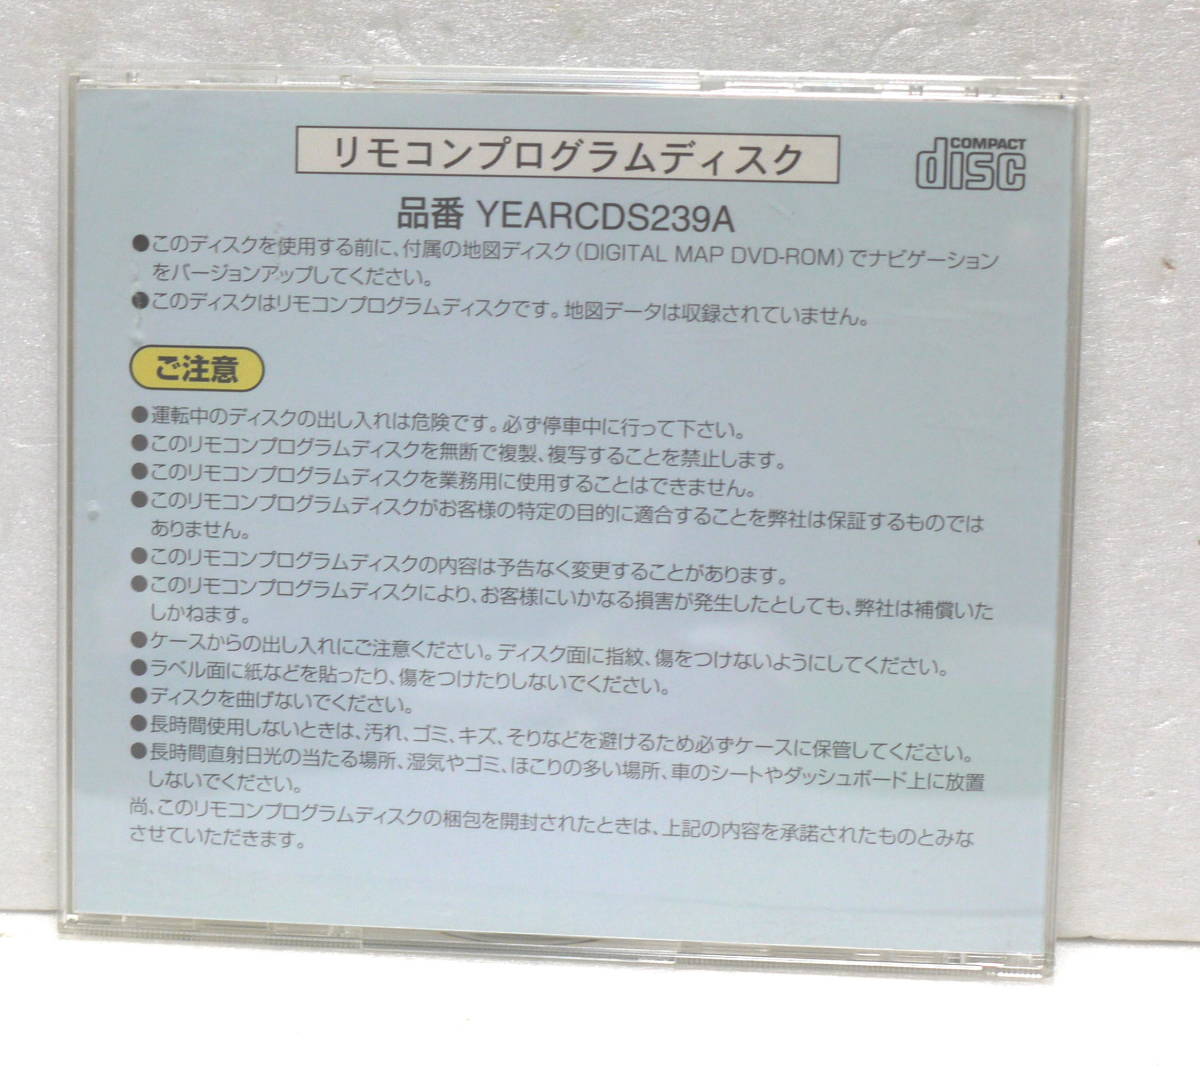 リモコンプログラムディスク
COMPACT
disc
品番 YEARCDS239A
●このディスクを使用する前に、付属の地図ディスク(DIGITAL MAP DVD-ROM)でナビゲーション
をバージョンアップしてください。
●このディスクはリモコンプログラムディスクです。地図データは収録されていません。
ご注意
●運転中のディスクの出し入れは危険です。必ず停車中に行って下さい。
●このリモコンプログラムディスクを無断で複製、複写することを禁止します。
●このリモコンプログラムディスクを業務用に使用することはできません。
●このリモコンプログラムディスクがお客様の特定の目的に適合することを弊社は保証するものでは
ありません。
●このリモコンプログラムディスクの内容は予告なく変更することがあります。
●このリモコンプログラムディスクにより、お客様にいかなる損害が発生したとしても、弊社は補償いた
しかねます。
●ケースからの出し入れにご注意ください。ディスク面に指紋、傷をつけないようにしてください。
●ラベル面に紙などを貼ったり、傷をつけたりしないでください。
●ディスクを曲げないでください。
●長時間使用しないときは、汚れ、ゴミ、キズ、そりなどを避けるため必ずケースに保管してください。
●長時間直射日光の当たる場所、湿気やゴミ、ほこりの多い場所、車のシートやダッシュボード上に放置
しないでください。
尚、このリモコンプログラムディスクの梱包を開封されたときは、上記の内容を承諾されたものとみな
させていただきます。